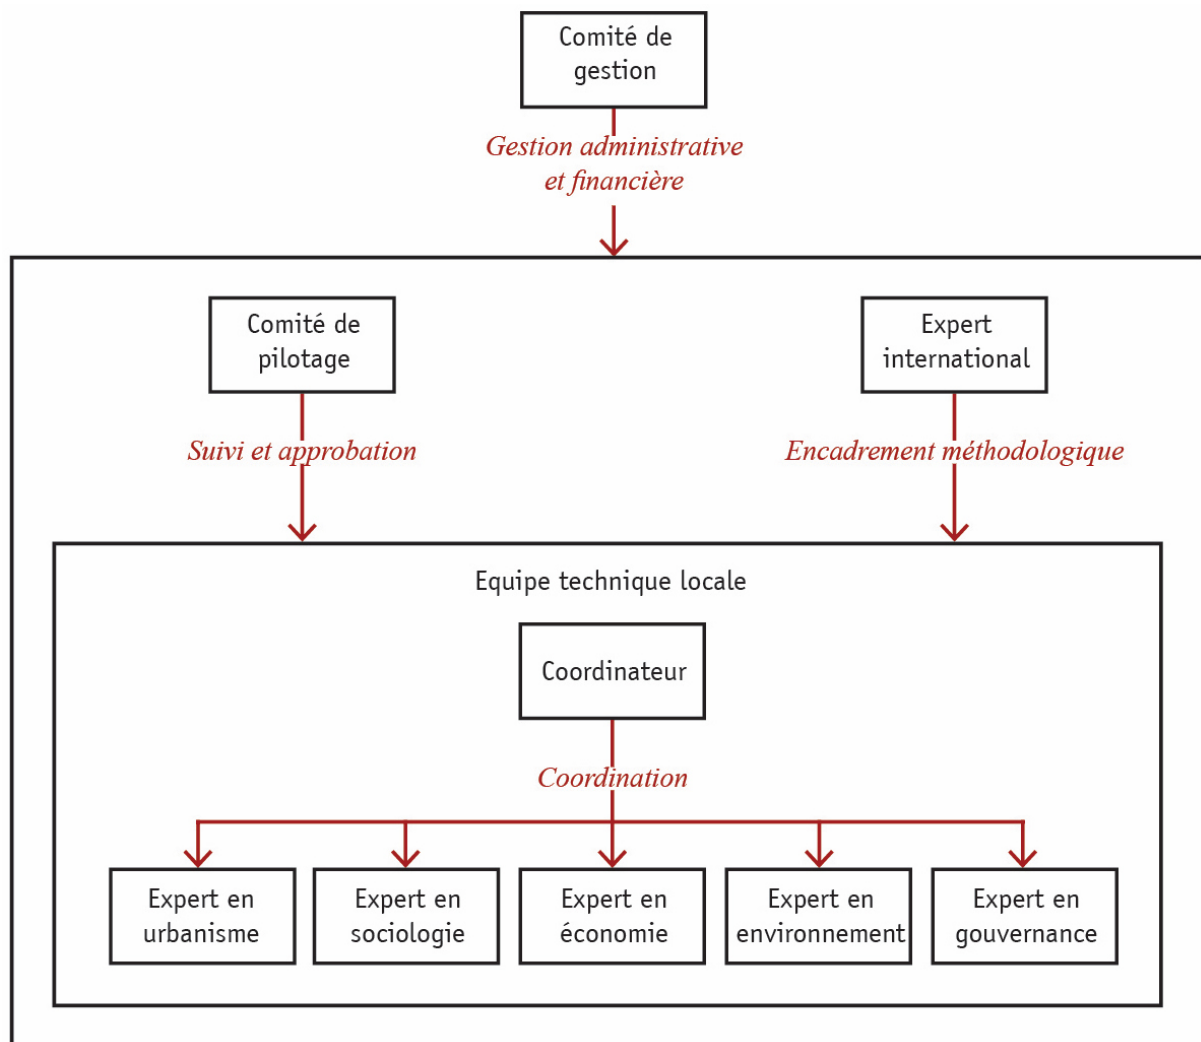 Comité de
gestion
Gestion administrative
et financière
Comité de
pilotage
Expert
international
Suivi et approbation
Encadrement méthodologique
Equipe technique locale
Coordinateur
Coordination
Expert en
urbanisme
Expert en
sociologie
Expert en
économie
Expert en
environnement
Expert en
gouvernance